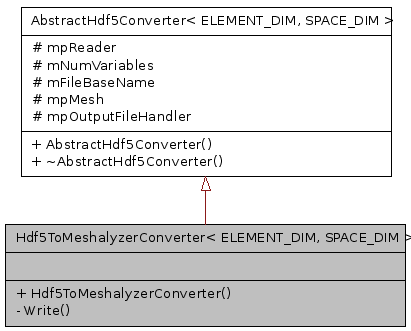 AbstractHdf5Converter< ELEMENT_DIM, SPACE_DIM >
# mpReader
# mNumVariables
# mFileBaseName
# mpMesh
# mpOutputFileHandler
+ AbstractHdf5Converter()
+ ~AbstractHdf5Converter()
Hdf5ToMeshalyzerConverter< ELEMENT_DIM, SPACE_DIM >
+ Hdf5ToMeshalyzerConverter()
- Write()